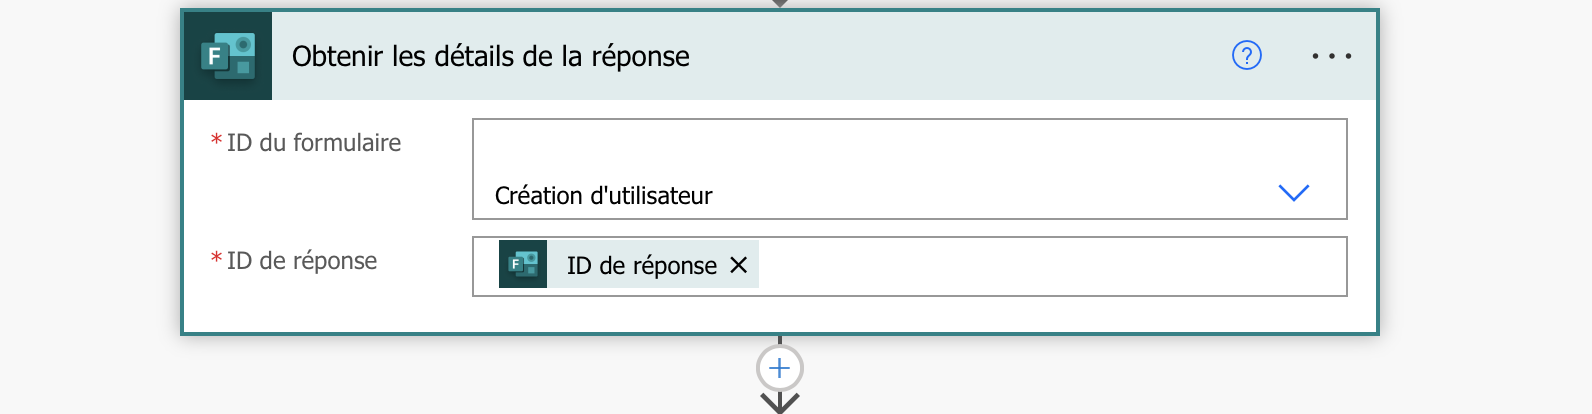 F
Obtenir les détails de la réponse
?
* ID du formulaire
Création d'utilisateur
* ID de réponse
F
ID de réponse